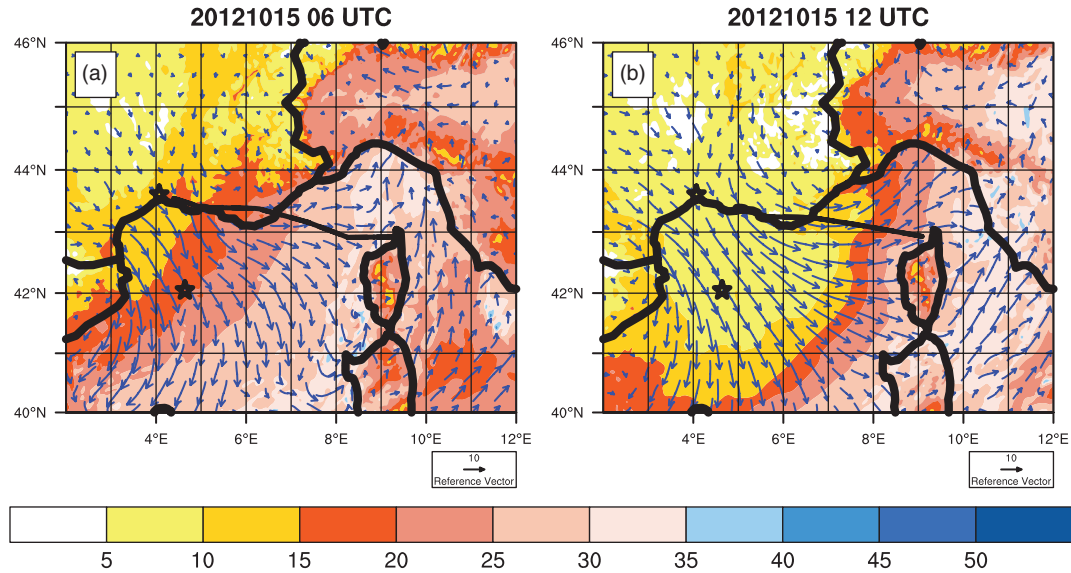 20121015 06 UTC
20121015 12 UTC
46°N
44°N
42°N
40°N
(a)
4°E
6°E
8°E
10°E
12°E
10
Reference Vector
46°N
44°N
42°N
40°N
(b)
4°E
6°E
8°E
10°E
12°E
10
Reference Vector
5
10
15
20
25
30
35
40
45
50